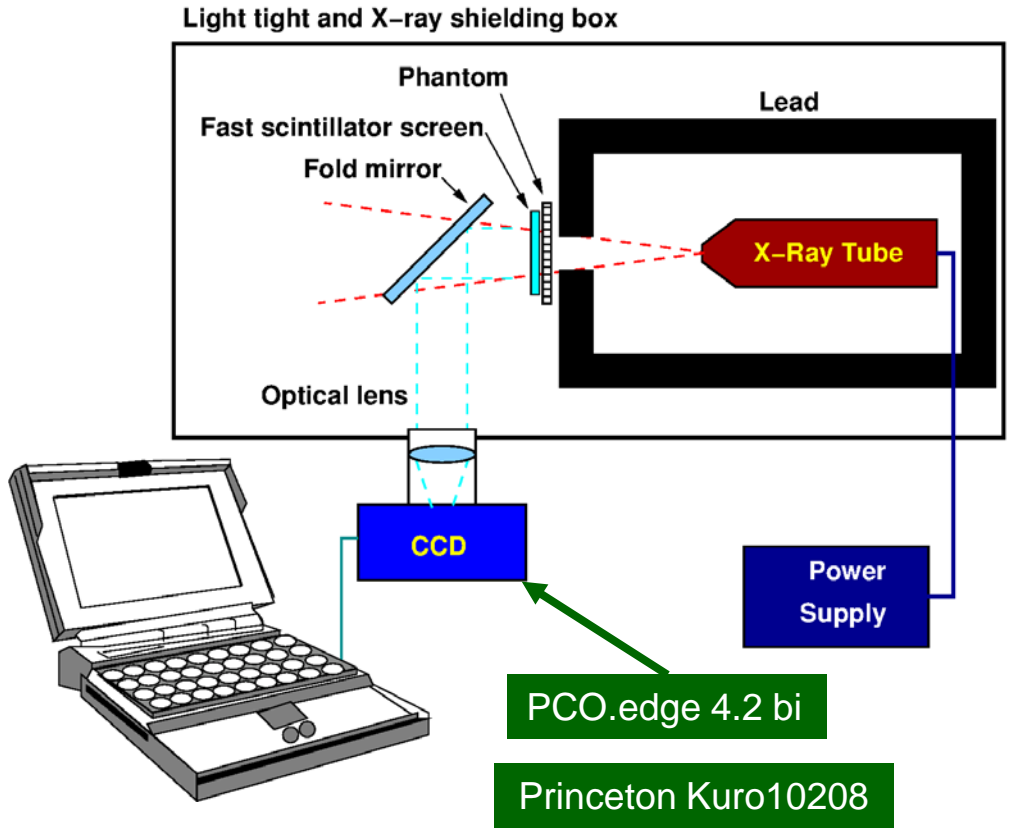 Light tight and X−ray shielding box
Phantom
Lead
Fast scintillator screen
Fold mirror
X−Ray Tube
Optical lens
CCD
Power
Supply
PCO.edge 4.2 bi
Princeton Kuro10208